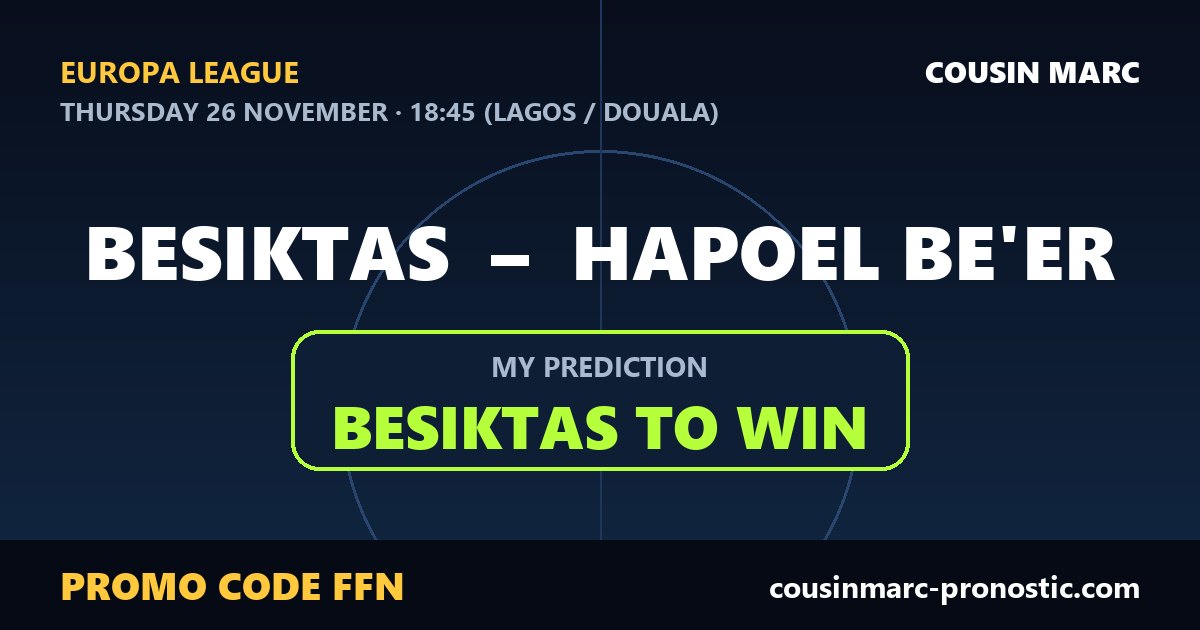 EUROPA LEAGUE
COUSIN MARC
THURSDAY 26 NOVEMBER · 18:45 (LAGOS / DOUALA)
BESIKTAS – HAPOEL BE'ER
MY PREDICTION
BESIKTAS TO WIN
PROMO CODE FFN
cousinmarc-pronostic.com